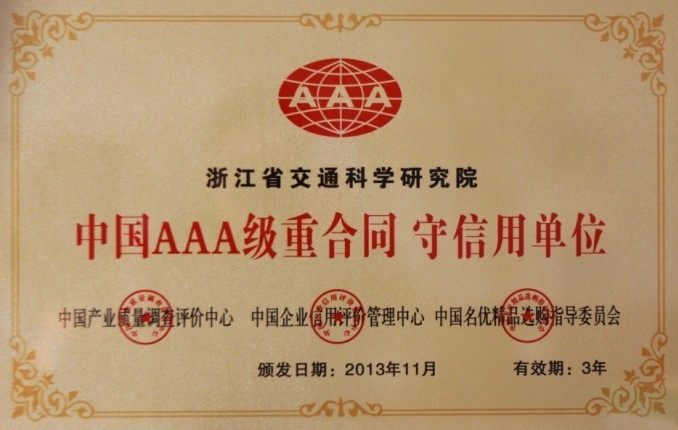 AAA
浙江省交通科学研究院
中国AAA级重合同 守信用单位
中国产业质量调查评价中心 中国企业信用评价管理中心 中国名优精品选购指导委员会
颁发日期：2013年11月 有效期：3年